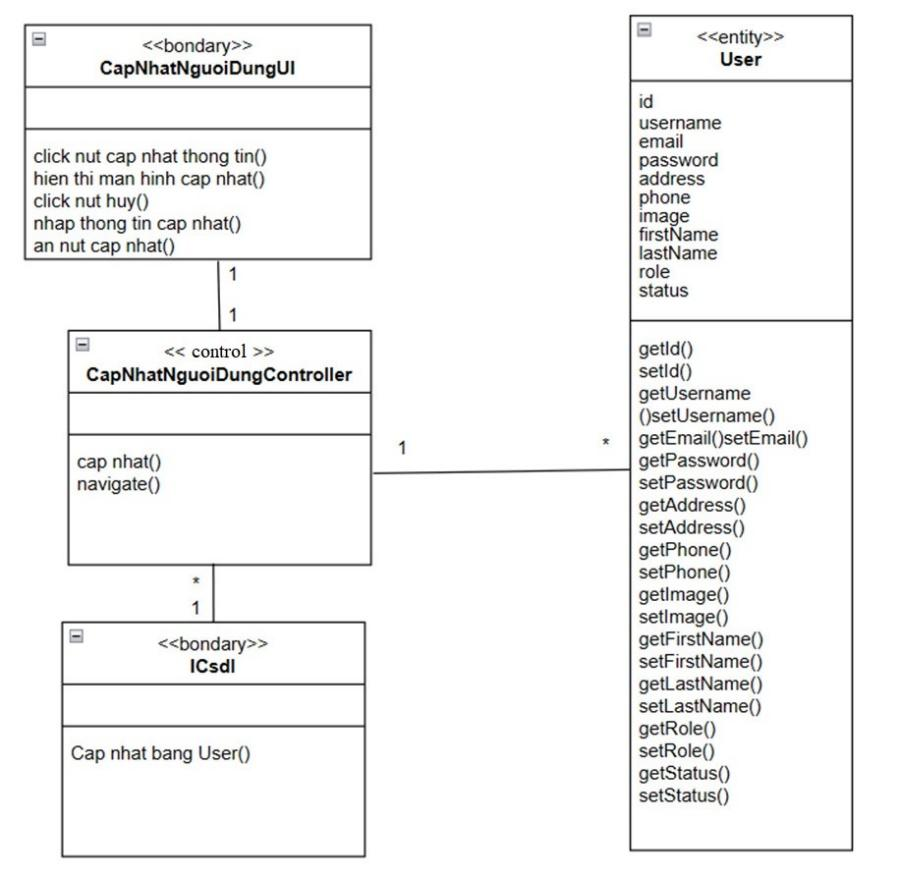 <<bondary>>
CapNhatNguoiDungUI
click nut cap nhat thong tin()
hien thi man hinh cap nhat()
click nut huy()
nhap thong tin cap nhat()
an nut cap nhat()
1
1
<< control >>
CapNhatNguoiDungController
cap nhat()
navigate()
1
*
*
1
<<bondary>>
ICsdl
Cap nhat bang User()
<<entity>>
User
id
username
email
password
address
phone
image
firstName
lastName
role
status
getId()
setId()
getUsername
()setUsername()
getEmail()setEmail()
getPassword()
setPassword()
getAddress()
setAddress()
getPhone()
setPhone()
getImage()
setImage()
getFirstName()
setFirstName()
getLastName()
setLastName()
getRole()
setRole()
getStatus()
setStatus()